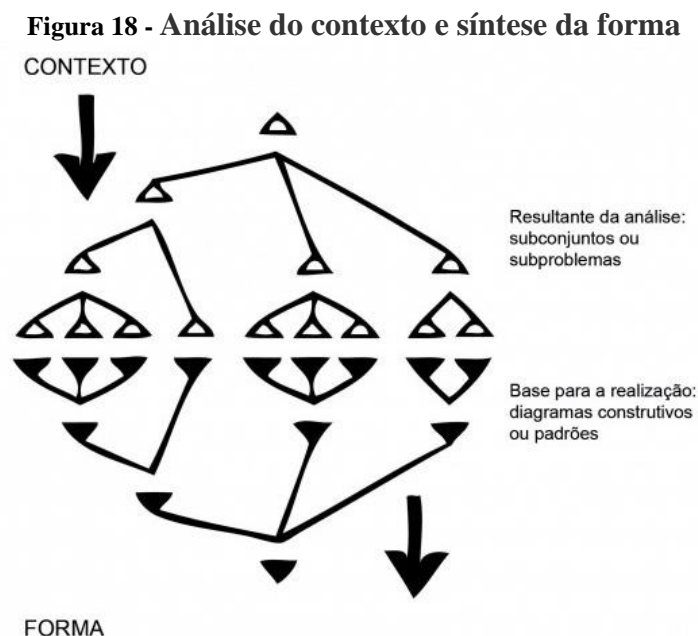 Figura 18 - Análise do contexto e síntese da forma
CONTEXTO
Resultante da análise:
subconjuntos ou
subproblemas
Base para a realização:
diagramas construtivos
ou padrões
FORMA